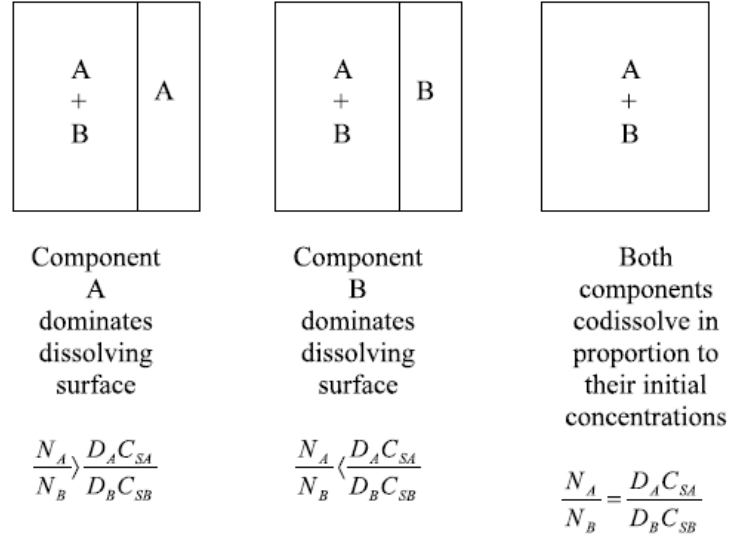 A
+
B
A
A
+
B
B
A
+
B
Component
A
dominates
dissolving
surface
N_A/N_B 〉 D_A C_SA/D_B C_SB
Component
B
dominates
dissolving
surface
N_A/N_B 〈 D_A C_SA/D_B C_SB
Both
components
codissolve in
proportion to
their initial
concentrations
N_A/N_B = D_A C_SA/D_B C_SB